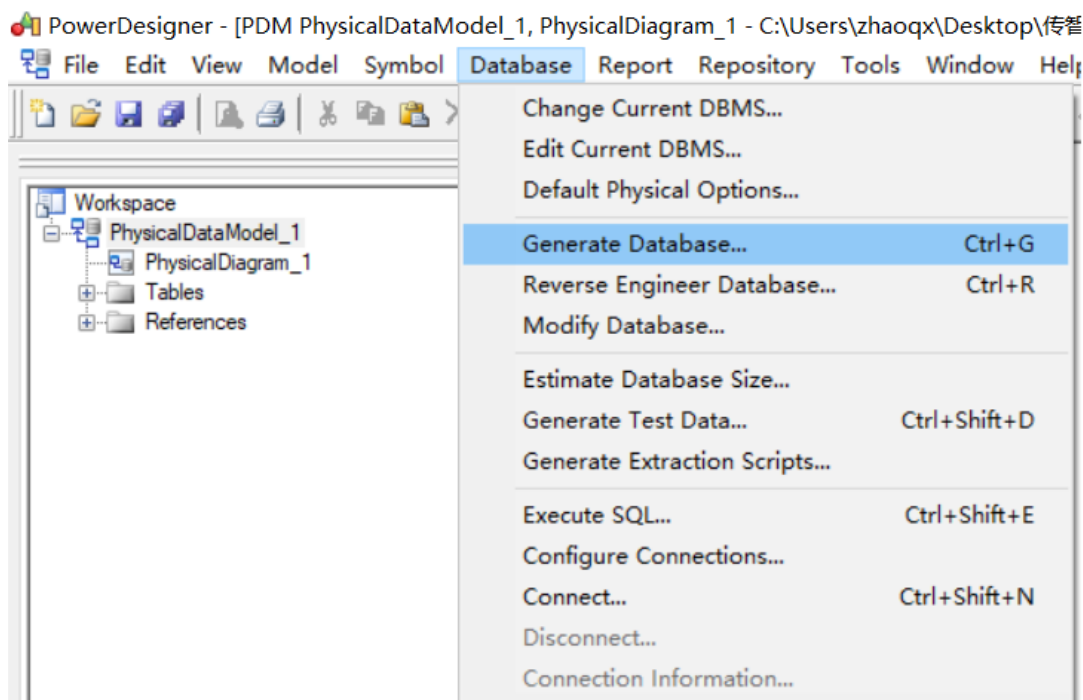 PowerDesigner - [PDM PhysicalDataModel_1, PhysicalDiagram_1 - C:\Users\zhaoqx\Desktop\传智
File Edit View Model Symbol Database Report Repository Tools Window Help
Change Current DBMS...
Edit Current DBMS...
Default Physical Options...
Workspace
PhysicalDataModel_1
PhysicalDiagram_1
Tables
References
Generate Database... Ctrl+G
Reverse Engineer Database... Ctrl+R
Modify Database...
Estimate Database Size...
Generate Test Data... Ctrl+Shift+D
Generate Extraction Scripts...
Execute SQL... Ctrl+Shift+E
Configure Connections...
Connect... Ctrl+Shift+N
Disconnect...
Connection Information...